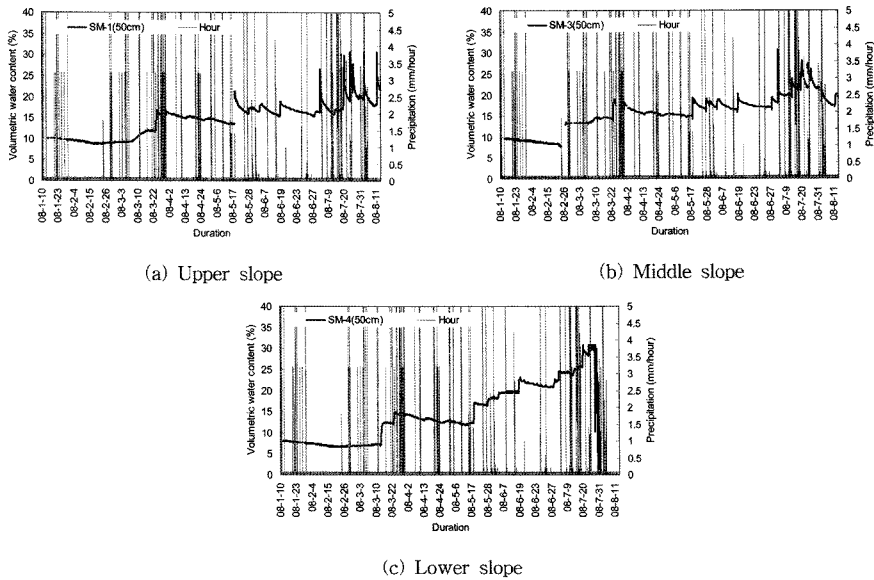 40
35
30
25
20
15
10
5
0
Volumetric water content (%)
SM-1(50cm)
Hour
5
4.5
4
3.5
3
2.5
2
1.5
1
0.5
0
Precipitation (mm/hour)
08-1-10 08-1-23 08-2-4 08-2-15 08-2-26 08-3-3 08-3-10 08-3-22 08-4-2 08-4-13 08-4-24 08-5-6 08-5-17 08-5-28 08-6-7 08-6-19 08-6-23 08-6-27 08-7-9 08-7-20 08-7-31 08-8-11
Duration
(a) Upper slope
40
35
30
25
20
15
10
5
0
Volumetric water content (%)
SM-3(50cm)
Hour
5
4.5
4
3.5
3
2.5
2
1.5
1
0.5
0
Precipitation (mm/hour)
08-1-10 08-1-23 08-2-4 08-2-15 08-2-26 08-3-3 08-3-10 08-3-22 08-4-2 08-4-13 08-4-24 08-5-6 08-5-17 08-5-28 08-6-7 08-6-19 08-6-23 08-6-27 08-7-9 08-7-20 08-7-31 08-8-11
Duration
(b) Middle slope
40
35
30
25
20
15
10
5
0
Volumetric water content (%)
SM-4(50cm)
Hour
5
4.5
4
3.5
3
2.5
2
1.5
1
0.5
0
Precipitation (mm/hour)
08-1-10 08-1-23 08-2-4 08-2-15 08-2-26 08-3-3 08-3-10 08-3-22 08-4-2 08-4-13 08-4-24 08-5-6 08-5-17 08-5-28 08-6-7 08-5-19 08-6-23 08-6-27 08-7-9 08-7-20 08-7-31 08-8-11
Duration
(c) Lower slope